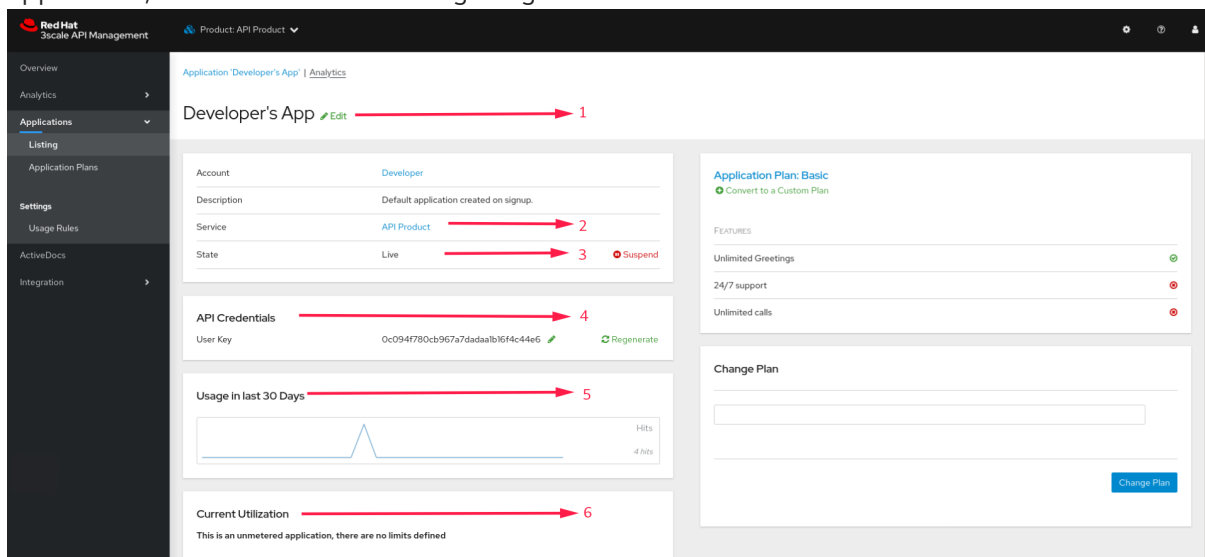 Red Hat
3scale API Management
Product: API Product
Overview
Analytics
Applications
Listing
Application Plans
Settings
Usage Rules
ActiveDocs
Integration
Application 'Developer's App' | Analytics
Developer's App Edit 1
Account Developer
Description Default application created on signup.
Service API Product 2
State Live 3 Suspend
API Credentials 4
User Key 0c094f780cb967a7dadaa1b16f4c44e6 Regenerate
Usage in last 30 Days 5
Hits
4 hits
Current Utilization 6
This is an unmetered application, there are no limits defined
Application Plan: Basic
Convert to a Custom Plan
FEATURES
Unlimited Greetings
24/7 support
Unlimited calls
Change Plan
Change Plan